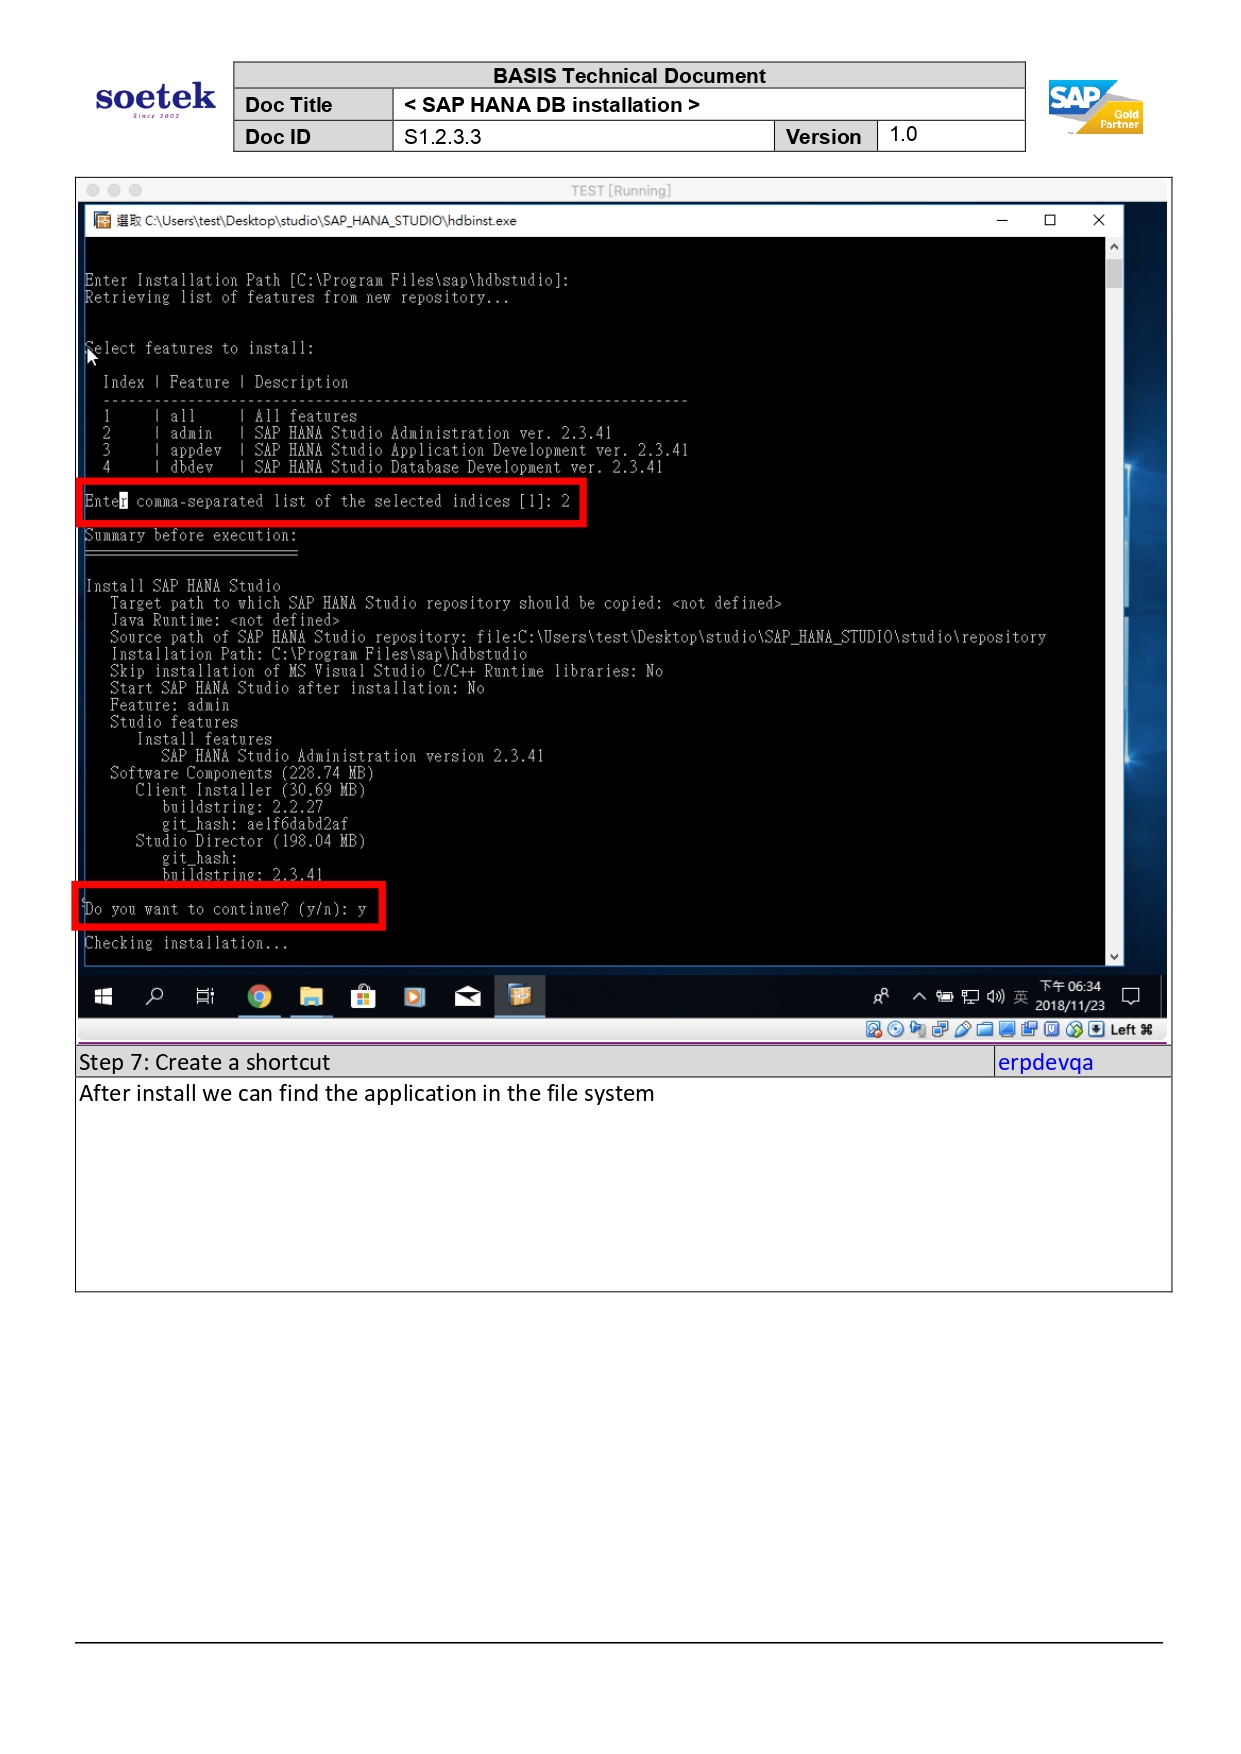 soetek
Since 2002
BASIS Technical Document
Doc Title < SAP HANA DB installation >
Doc ID S1.2.3.3 Version 1.0
SAP Gold Partner
TEST [Running]
選取 C:\Users\test\Desktop\studio\SAP_HANA_STUDIO\hdbinst.exe
Enter Installation Path [C:\Program Files\sap\hdbstudio]:
Retrieving list of features from new repository...
Select features to install:
Index | Feature | Description
-------------------------------------------------------------------
1 | all | All features
2 | admin | SAP HANA Studio Administration ver. 2.3.41
3 | appdev | SAP HANA Studio Application Development ver. 2.3.41
4 | dbdev | SAP HANA Studio Database Development ver. 2.3.41
Enter comma-separated list of the selected indices [1]: 2
Summary before execution:
=========================
Install SAP HANA Studio
Target path to which SAP HANA Studio repository should be copied: <not defined>
Java Runtime: <not defined>
Source path of SAP HANA Studio repository: file:C:\Users\test\Desktop\studio\SAP_HANA_STUDIO\studio\repository
Installation Path: C:\Program Files\sap\hdbstudio
Skip installation of MS Visual Studio C/C++ Runtime libraries: No
Start SAP HANA Studio after installation: No
Feature: admin
Studio features
Install features
SAP HANA Studio Administration version 2.3.41
Software Components (228.74 MB)
Client Installer (30.69 MB)
buildstring: 2.2.27
git_hash: ae1f6dabd2af
Studio Director (198.04 MB)
git_hash:
buildstring: 2.3.41
Do you want to continue? (y/n): y
Checking installation...
英
下午 06:34
2018/11/23
Left ⌘
Step 7: Create a shortcut erpdevqa
After install we can find the application in the file system